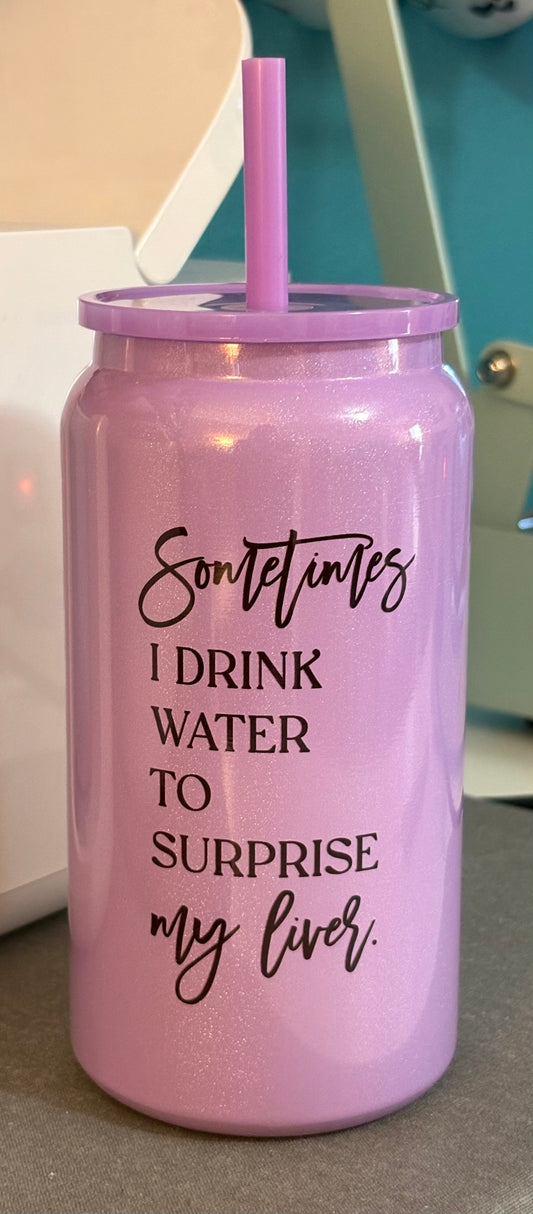 Sometimes
I DRINK
WATER
TO
SURPRISE
my liver.